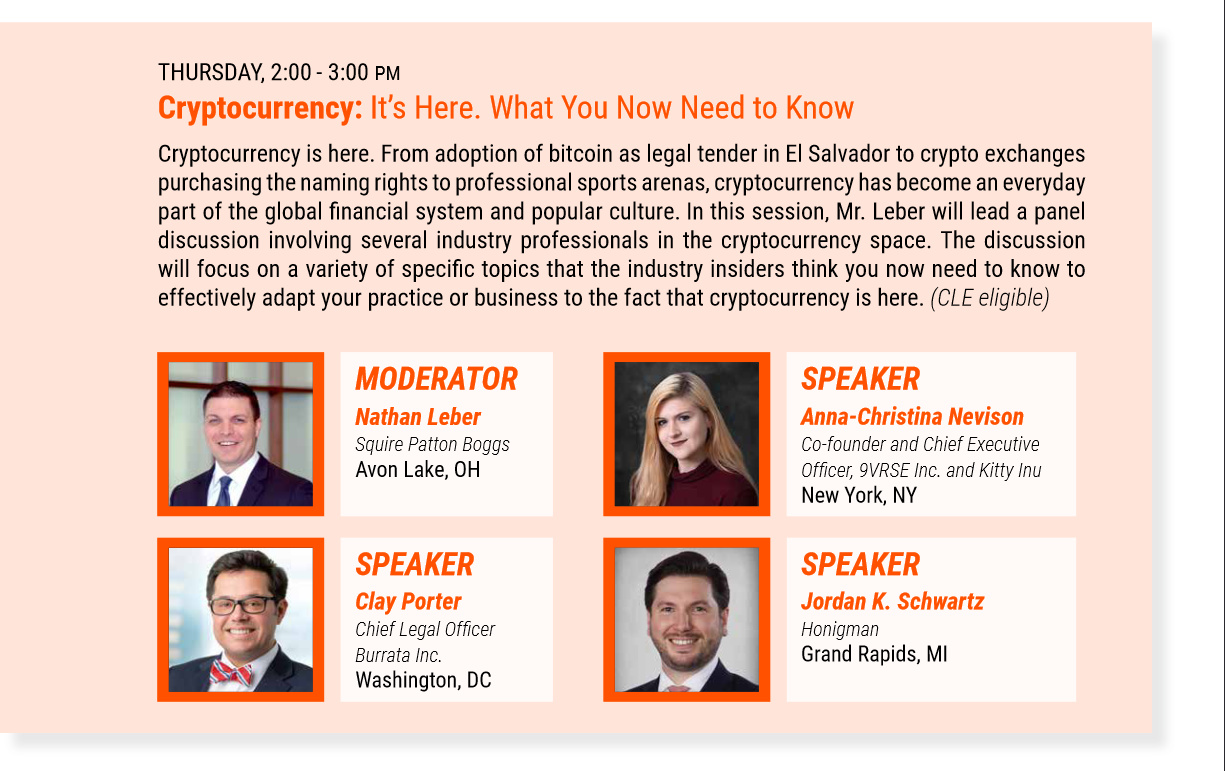 THURSDAY, 2:00 - 3:00 PM
Cryptocurrency: It’s Here. What You Now Need to Know
Cryptocurrency is here. From adoption of bitcoin as legal tender in El Salvador to crypto exchanges
purchasing the naming rights to professional sports arenas, cryptocurrency has become an everyday
part of the global financial system and popular culture. In this session, Mr. Leber will lead a panel
discussion involving several industry professionals in the cryptocurrency space. The discussion
will focus on a variety of specific topics that the industry insiders think you now need to know to
effectively adapt your practice or business to the fact that cryptocurrency is here. (CLE eligible)
MODERATOR
Nathan Leber
Squire Patton Boggs
Avon Lake, OH
SPEAKER
Anna-Christina Nevison
Co-founder and Chief Executive
Officer, 9VRSE Inc. and Kitty Inu
New York, NY
SPEAKER
Clay Porter
Chief Legal Officer
Burrata Inc.
Washington, DC
SPEAKER
Jordan K. Schwartz
Honigman
Grand Rapids, MI